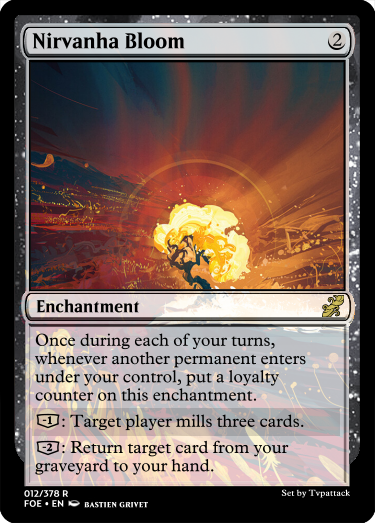 Nirvanha Bloom 2
Enchantment
Once during each of your turns,
whenever another permanent enters
under your control, put a loyalty
counter on this enchantment.
-1: Target player mills three cards.
-2: Return target card from your
graveyard to your hand.
012/378 R
FOE • EN BASTIEN GRIVET
Set by Tvpattack